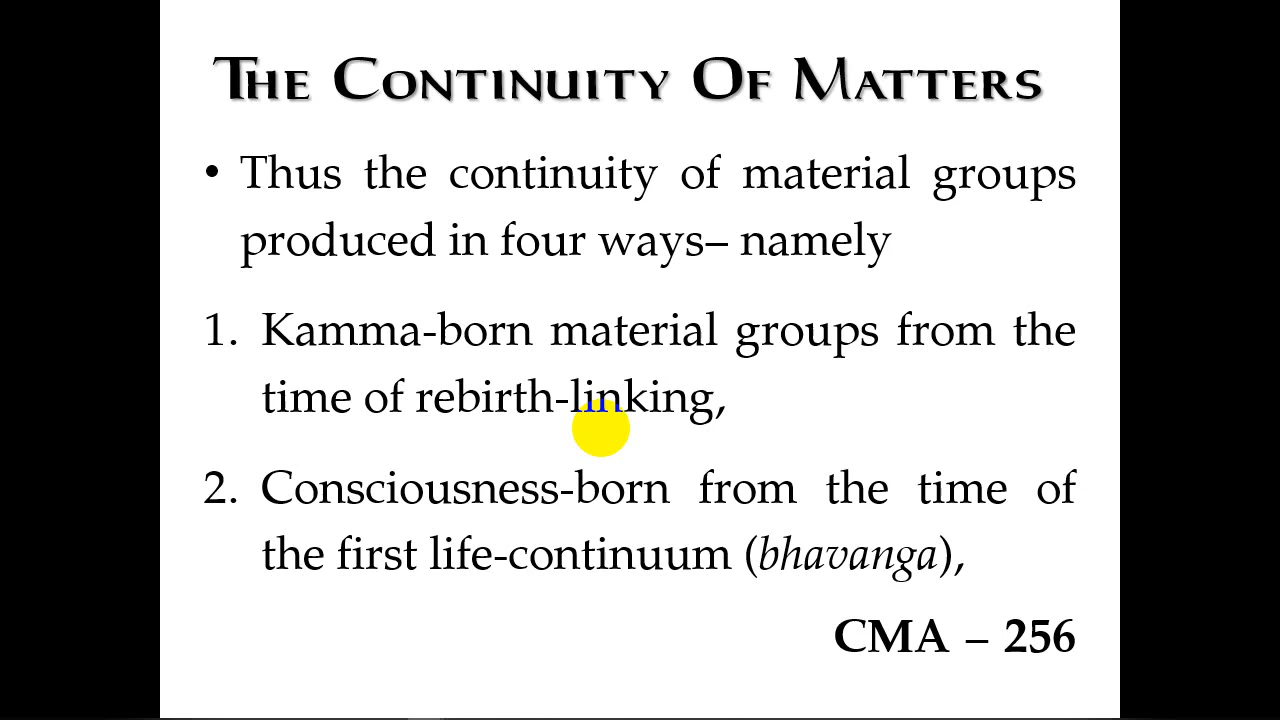 The Continuity Of Matters
• Thus the continuity of material groups
produced in four ways– namely
1. Kamma-born material groups from the
time of rebirth-linking,
2. Consciousness-born from the time of
the first life-continuum (bhavanga),
CMA – 256